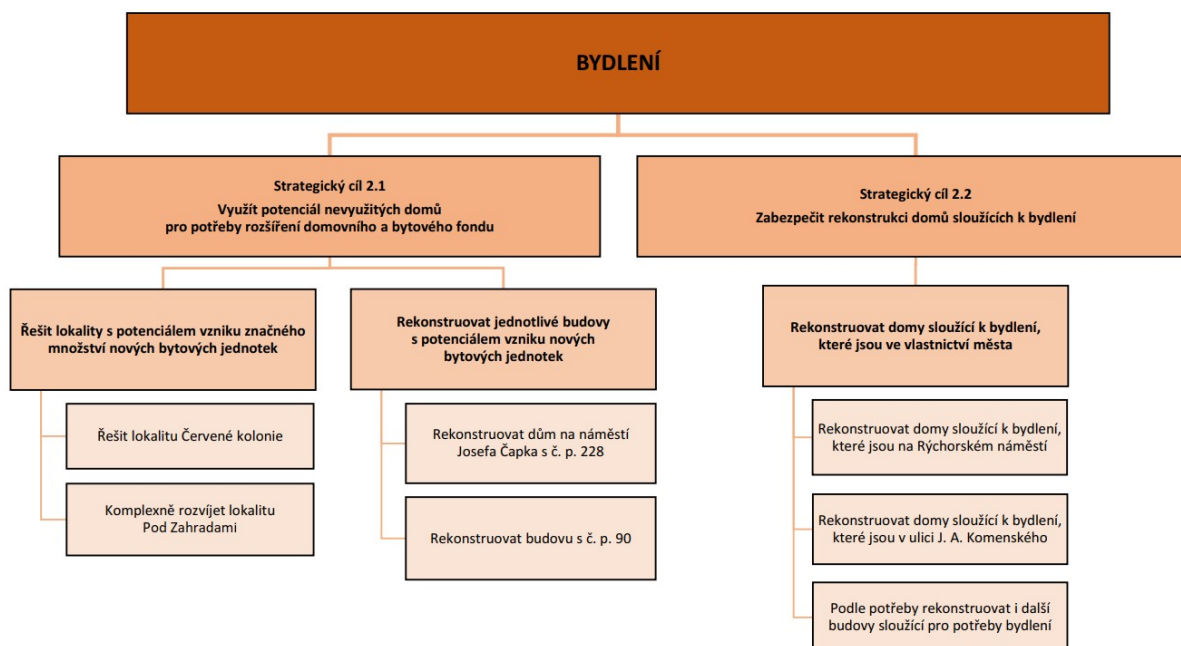 BYDLENÍ
Strategický cíl 2.1
Využít potenciál nevyužitých domů
pro potřeby rozšíření domovního a bytového fondu
Strategický cíl 2.2
Zabezpečit rekonstrukci domů sloužících k bydlení
Řešit lokality s potenciálem vzniku značného
množství nových bytových jednotek
Řešit lokalitu Červené kolonie
Komplexně rozvíjet lokalitu
Pod Zahradami
Rekonstruovat jednotlivé budovy
s potenciálem vzniku nových
bytových jednotek
Rekonstruovat dům na náměstí
Josefa Čapka s č. p. 228
Rekonstruovat budovu s č. p. 90
Rekonstruovat domy sloužící k bydlení,
které jsou ve vlastnictví města
Rekonstruovat domy sloužící k bydlení,
které jsou na Rýchorském náměstí
Rekonstruovat domy sloužící k bydlení,
které jsou v ulici J. A. Komenského
Podle potřeby rekonstruovat i další
budovy sloužící pro potřeby bydlení